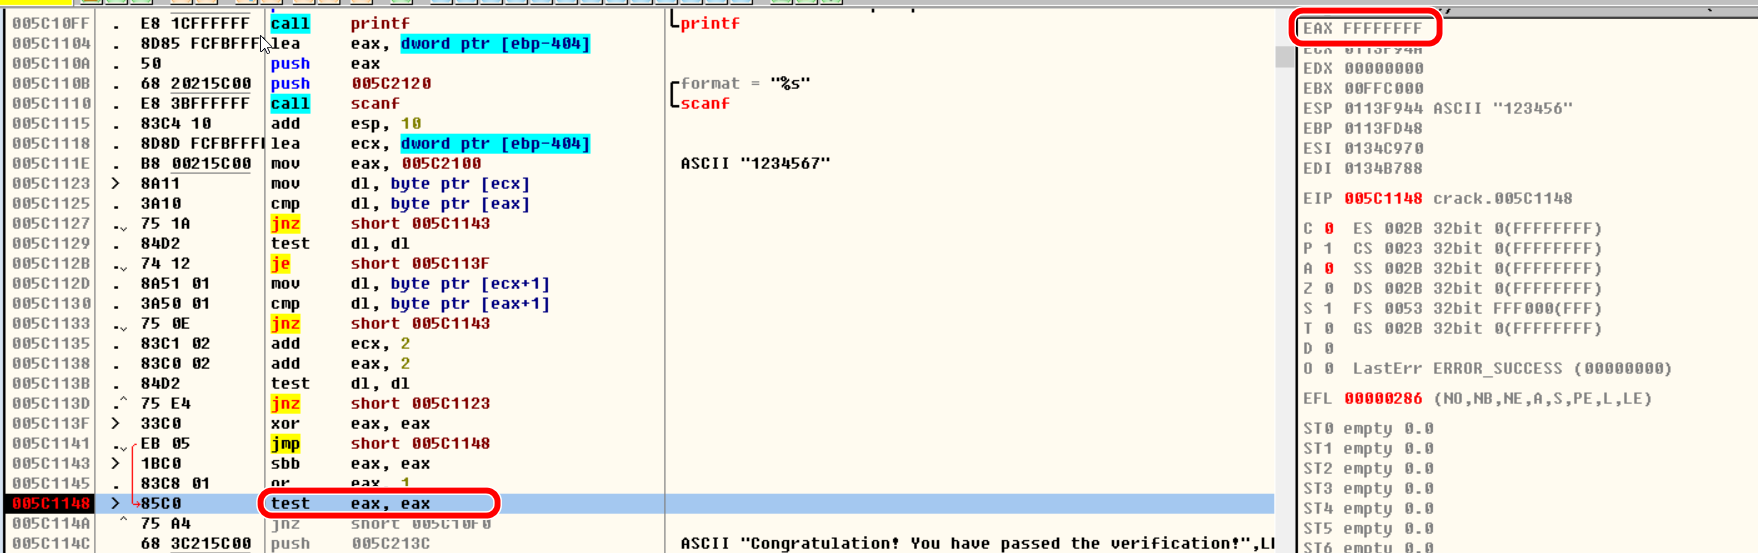 005C10FF . E8 1CFFFFFF call printf printf
005C1104 . 8D85 FCFBFFF lea eax, dword ptr [ebp-404]
005C110A . 50 push eax
005C110B . 68 20215C00 push 005C2120 format = "%s"
005C1110 . E8 3BFFFFFF call scanf scanf
005C1115 . 83C4 10 add esp, 10
005C1118 . 8D8D FCFBFFF lea ecx, dword ptr [ebp-404]
005C111E . B8 00215C00 mov eax, 005C2100 ASCII "1234567"
005C1123 > 8A11 mov dl, byte ptr [ecx]
005C1125 . 3A10 cmp dl, byte ptr [eax]
005C1127 . 75 1A jnz short 005C1143
005C1129 . 84D2 test dl, dl
005C112B . 74 12 je short 005C113F
005C112D . 8A51 01 mov dl, byte ptr [ecx+1]
005C1130 . 3A50 01 cmp dl, byte ptr [eax+1]
005C1133 . 75 0E jnz short 005C1143
005C1135 . 83C1 02 add ecx, 2
005C1138 . 83C0 02 add eax, 2
005C113B . 84D2 test dl, dl
005C113D .^ 75 E4 jnz short 005C1123
005C113F > 33C0 xor eax, eax
005C1141 . EB 05 jmp short 005C1148
005C1143 > 1BC0 sbb eax, eax
005C1145 . 83C8 01 or eax, 1
005C1148 > 85C0 test eax, eax
005C114A ^ 75 A4 jnz short 005C10F0
005C114C 68 3C215C00 push 005C213C ASCII "Congratulation! You have passed the verification!",LF
EAX FFFFFFFF
ECX 0113F94A
EDX 00000000
EBX 00FFC000
ESP 0113F944 ASCII "123456"
EBP 0113FD48
ESI 0134C970
EDI 0134B788
EIP 005C1148 crack.005C1148
C 0 ES 002B 32bit 0(FFFFFFFF)
P 1 CS 0023 32bit 0(FFFFFFFF)
A 0 SS 002B 32bit 0(FFFFFFFF)
Z 0 DS 002B 32bit 0(FFFFFFFF)
S 1 FS 0053 32bit FFF000(FFF)
T 0 GS 002B 32bit 0(FFFFFFFF)
D 0
O 0 LastErr ERROR_SUCCESS (00000000)
EFL 00000286 (NO,NB,NE,A,S,PE,L,LE)
ST0 empty 0.0
ST1 empty 0.0
ST2 empty 0.0
ST3 empty 0.0
ST4 empty 0.0
ST5 empty 0.0
ST6 empty 0.0